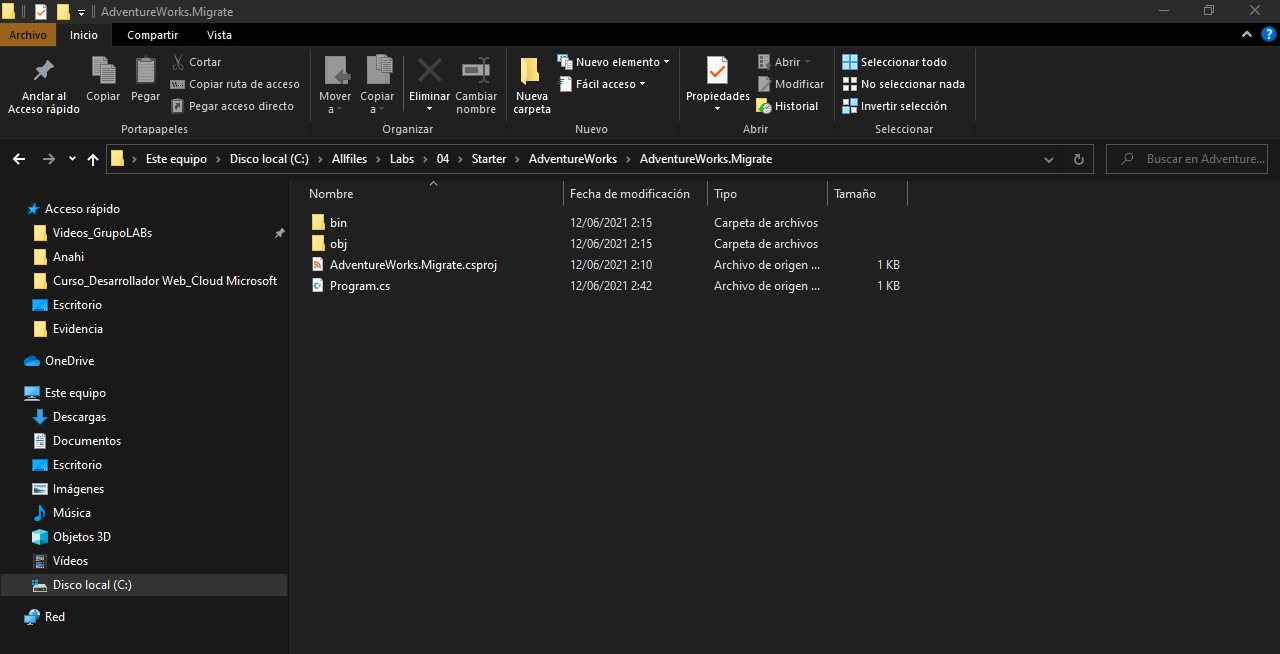 AdventureWorks.Migrate
Archivo Inicio Compartir Vista
Anclar al Acceso rápido
Copiar
Pegar
Cortar
Copiar ruta de acceso
Pegar acceso directo
Portapapeles
Mover a
Copiar a
Eliminar
Cambiar nombre
Organizar
Nueva carpeta
Nuevo elemento
Fácil acceso
Nuevo
Propiedades
Abrir
Modificar
Historial
Abrir
Seleccionar todo
No seleccionar nada
Invertir selección
Seleccionar
Este equipo > Disco local (C:) > Allfiles > Labs > 04 > Starter > AdventureWorks > AdventureWorks.Migrate
Buscar en Adventure...
Acceso rápido
Videos_GrupoLABs
Anahi
Curso_Desarrollador Web_Cloud Microsoft
Escritorio
Evidencia
OneDrive
Este equipo
Descargas
Documentos
Escritorio
Imágenes
Música
Objetos 3D
Vídeos
Disco local (C:)
Red
Nombre Fecha de modificación Tipo Tamaño
bin 12/06/2021 2:15 Carpeta de archivos
obj 12/06/2021 2:15 Carpeta de archivos
AdventureWorks.Migrate.csproj 12/06/2021 2:10 Archivo de origen ... 1 KB
Program.cs 12/06/2021 2:42 Archivo de origen ... 1 KB